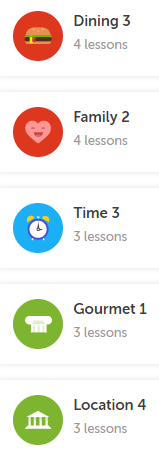 Dining 3
4 lessons
Family 2
4 lessons
Time 3
3 lessons
Gourmet 1
3 lessons
Location 4
3 lessons